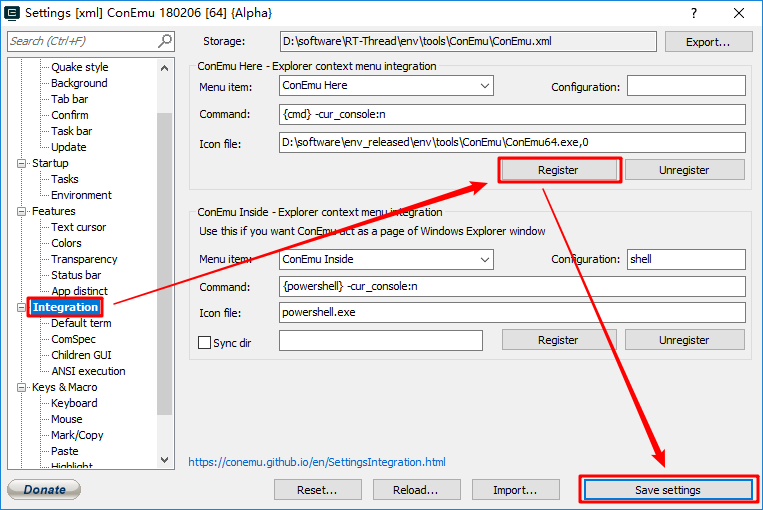 Settings [xml] ConEmu 180206 [64] {Alpha}
Search (Ctrl+F)
Storage:
D:\software\RT-Thread\env\tools\ConEmu\ConEmu.xml
Export...
Quake style
Background
Tab bar
Confirm
Task bar
Update
Startup
Tasks
Environment
Features
Text cursor
Colors
Transparency
Status bar
App distinct
Integration
Default term
ComSpec
Children GUI
ANSI execution
Keys & Macro
Keyboard
Mouse
Mark/Copy
Paste
Highlight
ConEmu Here - Explorer context menu integration
Menu item:
ConEmu Here
Configuration:
Command:
{cmd} -cur_console:n
Icon file:
D:\software\env_released\env\tools\ConEmu\ConEmu64.exe,0
Register
Unregister
ConEmu Inside - Explorer context menu integration
Use this if you want ConEmu act as a page of Windows Explorer window
Menu item:
ConEmu Inside
Configuration:
shell
Command:
{powershell} -cur_console:n
Icon file:
powershell.exe
Sync dir
Register
Unregister
https://conemu.github.io/en/SettingsIntegration.html
Donate
Reset...
Reload...
Import...
Save settings